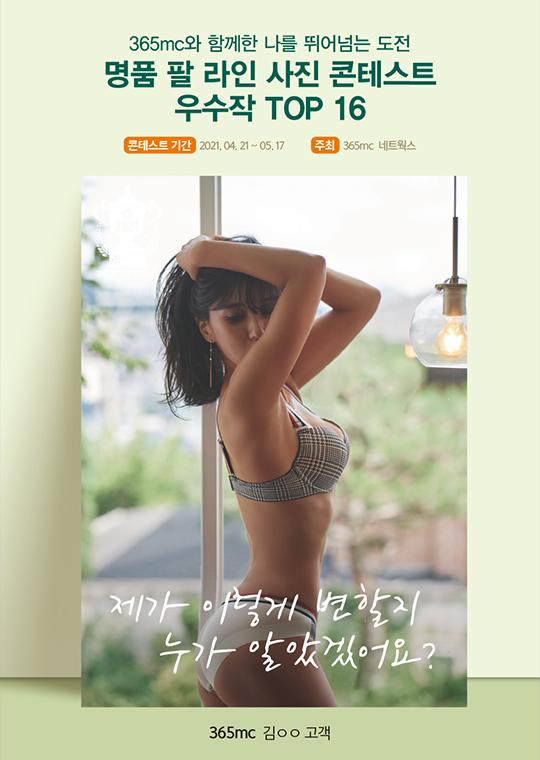 365mc와 함께한 나를 뛰어넘는 도전
명품 팔 라인 사진 콘테스트
우수작 TOP 16
콘테스트 기간 2021. 04. 21 ~ 05. 17 주최 365mc 네트웍스
제가 이렇게 변할지
누가 알았겠어요?
365mc 김ㅇㅇ 고객